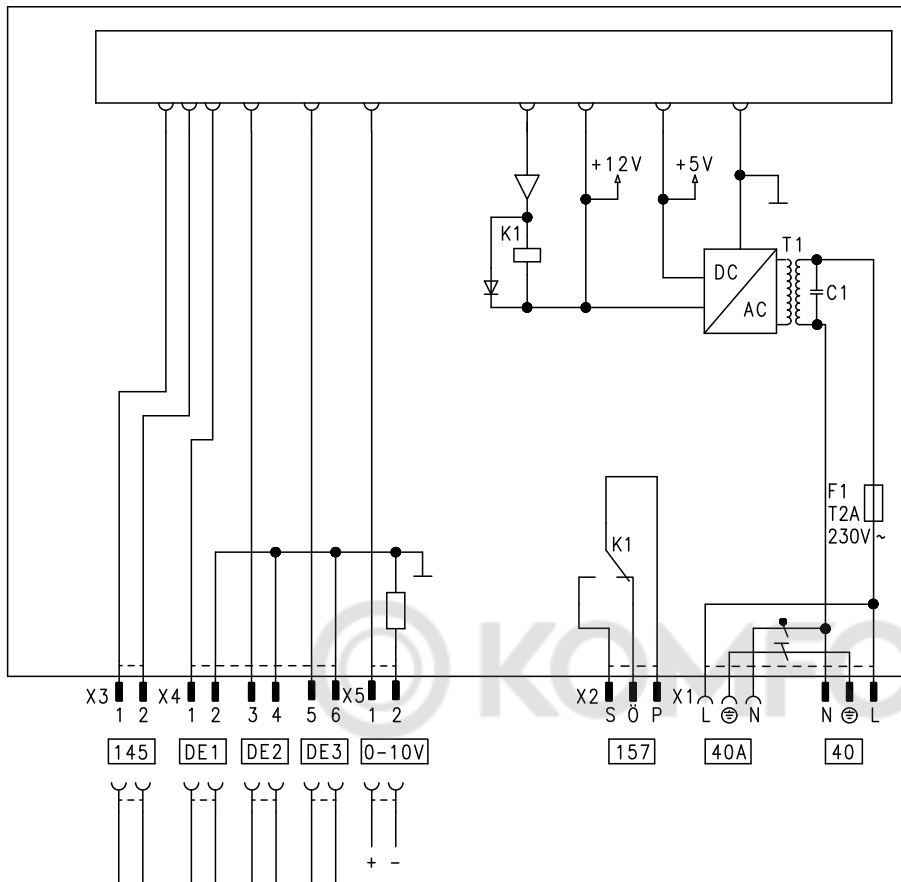 +12V +5V
K1 T1
DC
AC C1
F1
T2A
230V~
K1
KOMFO
X3 X4 X5 X2 X1
1 2 1 2 3 4 5 6 1 2 S Ö P L N N L
145 DE1 DE2 DE3 0-10V 157 40A 40
+ -